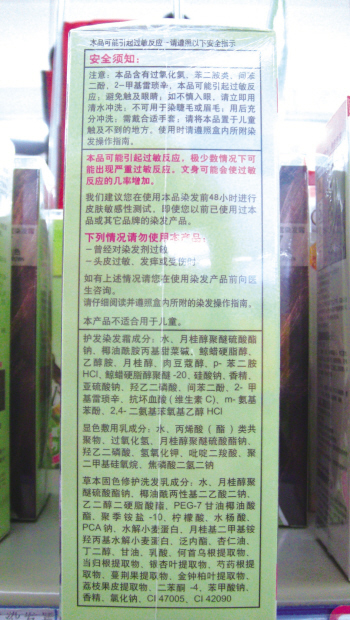 本品可能引起过敏反应 - 请遵照以下安全指示
安全须知:
注意: 本品含有过氧化氢、苯二胺类、间苯
二酚、2-甲基雷琐辛。本品可能引起过敏反
应; 避免触及眼睛, 如不慎入眼, 请立即用
清水冲洗; 不可用于染睫毛或眉毛; 用后充
分冲洗; 需戴合适手套; 请将本品置于儿童
触及不到的地方。使用时请遵照盒内所附染
发操作指南。
本品可能引起过敏反应。极少数情况下可
能出现严重过敏反应。文身可能会使过敏
反应的几率增加。
我们建议您在使用本品染发前48小时进行
皮肤敏感性测试, 即使您以前已使用过本
品或其它品牌的染发产品。
下列情况请勿使用本产品:
- 曾经对染发剂过敏
- 头皮过敏、发痒或受伤时
如有上述情况请您在使用染发产品前向医
生咨询。
请仔细阅读并遵照盒内所附的染发操作指南。
本产品不适合用于儿童。
护发染发霜成分: 水、月桂醇聚醚硫酸酯
钠、椰油酰胺丙基甜菜碱、鲸蜡硬脂醇、
乙醇胺、月桂醇、肉豆蔻醇、p- 苯二胺
HCl、鲸蜡硬脂醇聚醚 -20、硅酸钠、香精、
亚硫酸钠、羟乙二磷酸、间苯二酚、2- 甲
基雷琐辛、抗坏血酸 (维生素 C)、m- 氨基
苯酚、2,4- 二氨基苯氧基乙醇 HCl
显色敷用乳成分: 水、丙烯酸（酯）类共
聚物、过氧化氢、月桂醇聚醚硫酸酯钠、
羟乙二磷酸、氢氧化钾、吡啶二羧酸、聚
二甲基硅氧烷、焦磷酸二氢二钠
草本固色修护洗发乳成分: 水、月桂醇聚
醚硫酸酯钠、椰油酰两性基二乙酸二钠、
乙二醇二硬脂酸酯、PEG-7 甘油椰油酸
酯、聚季铵盐 -10、柠檬酸、水杨酸、
PCA 钠、水解小麦蛋白、月桂基二甲基铵
羟丙基水解小麦蛋白、泛内酯、杏仁油、
丁二醇、甘油、乳酸、何首乌根提取物、
当归根提取物、银杏叶提取物、芍药根提
取物、蔓荆果提取物、金钟柏叶提取物、
荔枝果皮提取物、二苯酮 -4、苯甲酸钠、
香精、氯化钠、CI 47005、CI 42090